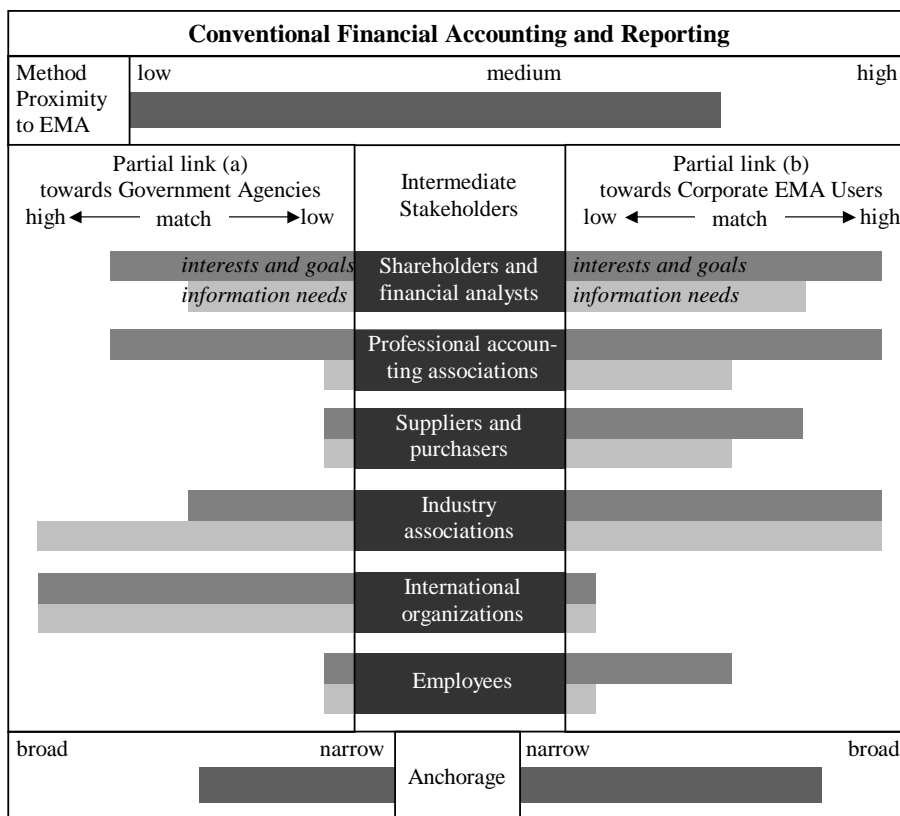 Conventional Financial Accounting and Reporting
Method
Proximity
to EMA
low medium high
Partial link (a)
towards Government Agencies
high match low
Intermediate
Stakeholders
Partial link (b)
towards Corporate EMA Users
low match high
interests and goals
information needs
Shareholders and
financial analysts
interests and goals
information needs
Professional accoun-
ting associations
Suppliers and
purchasers
Industry
associations
International
organizations
Employees
broad narrow
Anchorage
narrow broad